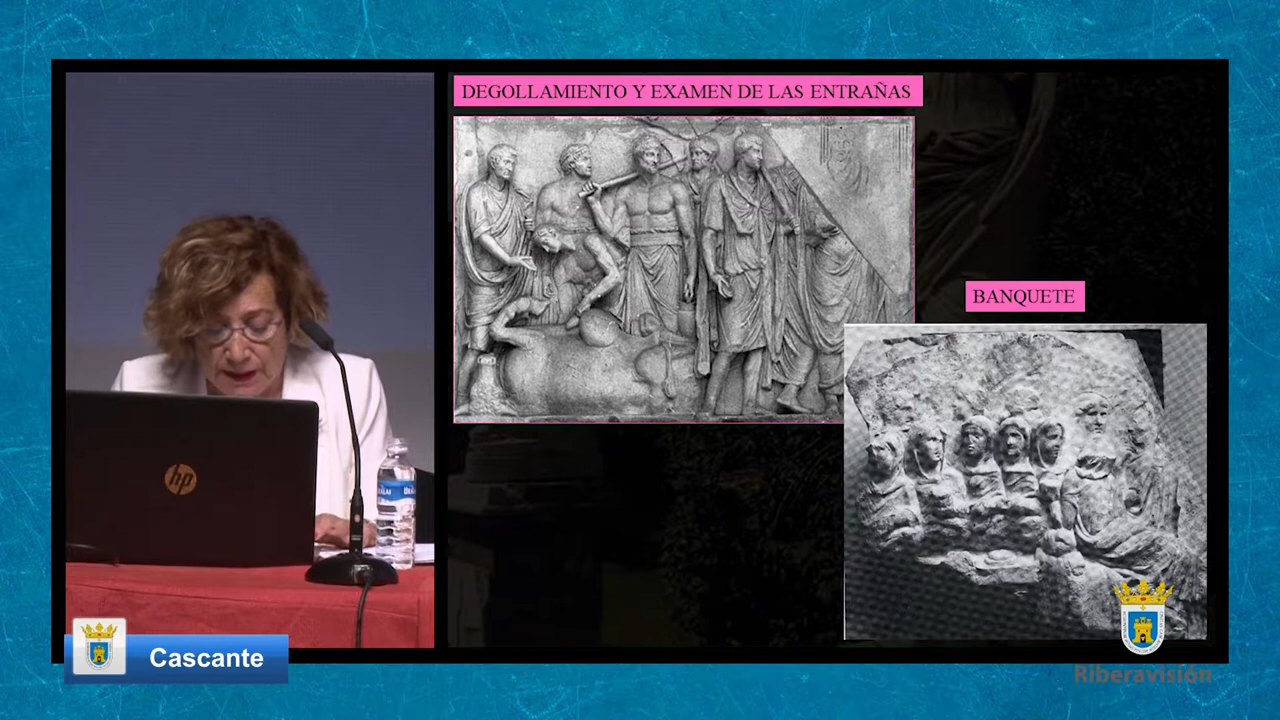 DEGOLLAMIENTO Y EXAMEN DE LAS ENTRAÑAS
BANQUETE
hp
Cascante
Riberavisión